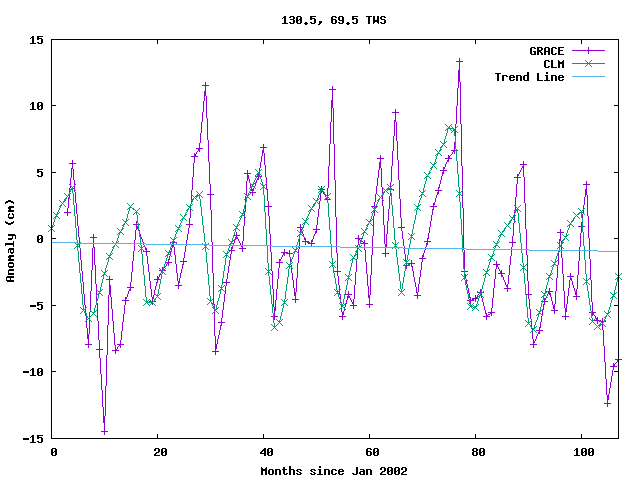 130.5, 69.5 TWS
15
GRACE
CLM
Trend Line
10
5
0
-5
-10
-15
Anomaly (cm)
0 20 40 60 80 100
Months since Jan 2002